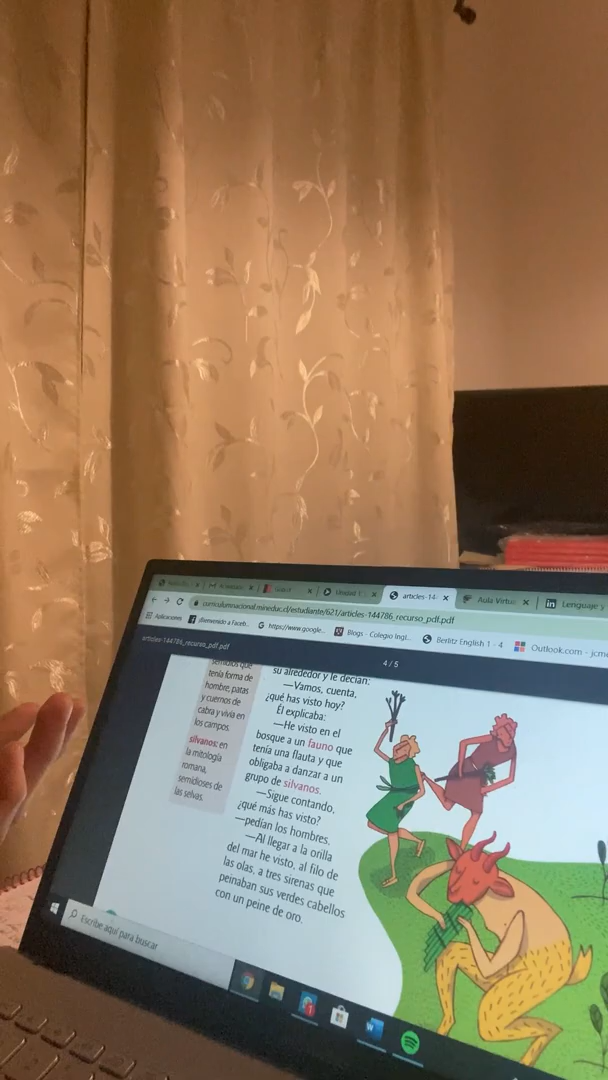 articles-14
Aula Virtua
Lenguaje y
curriculumnacional.mineduc.cl/estudiante/621/articles-144786_recurso_pdf.pdf
Aplicaciones
¡Bienvenido a Faceb...
https://www.google...
Blogs - Colegio Ingl...
Berlitz English 1 - 4
Outlook.com - jcme
articles-144786_recurso_pdf.pdf
4 / 5
semidiós que
tenía forma de
hombre, patas
y cuernos de
cabra y vivía en
los campos.
silvanos: en
la mitología
romana,
semidioses de
las selvas.
su alrededor y le decían:
—Vamos, cuenta,
¿qué has visto hoy?
Él explicaba:
—He visto en el
bosque a un fauno que
tenía una flauta y que
obligaba a danzar a un
grupo de silvanos.
—Sigue contando,
¿qué más has visto?
—pedían los hombres.
—Al llegar a la orilla
del mar he visto, al filo de
las olas, a tres sirenas que
peinaban sus verdes cabellos
con un peine de oro.
Escribe aquí para buscar